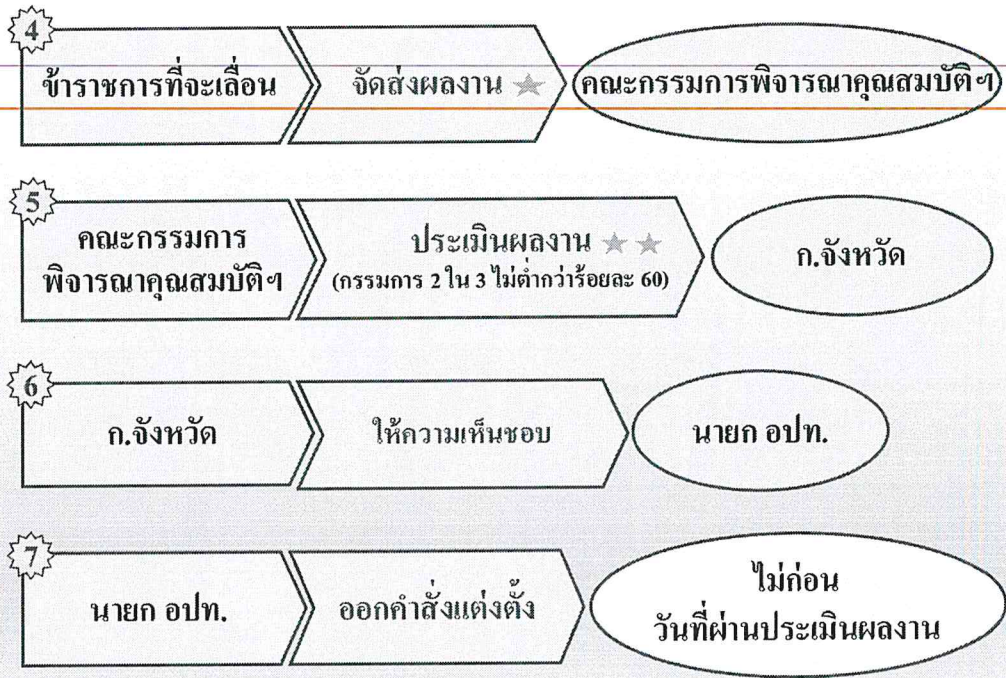 4
ข้าราชการที่จะเลื่อน
จัดส่งผลงาน
คณะกรรมการพิจารณาคุณสมบัติฯ
5
คณะกรรมการ
พิจารณาคุณสมบัติฯ
ประเมินผลงาน
(กรรมการ 2 ใน 3 ไม่ต่ำกว่าร้อยละ 60)
ก.จังหวัด
6
ก.จังหวัด
ให้ความเห็นชอบ
นายก อปท.
7
นายก อปท.
ออกคำสั่งแต่งตั้ง
ไม่ก่อน
วันที่ผ่านประเมินผลงาน